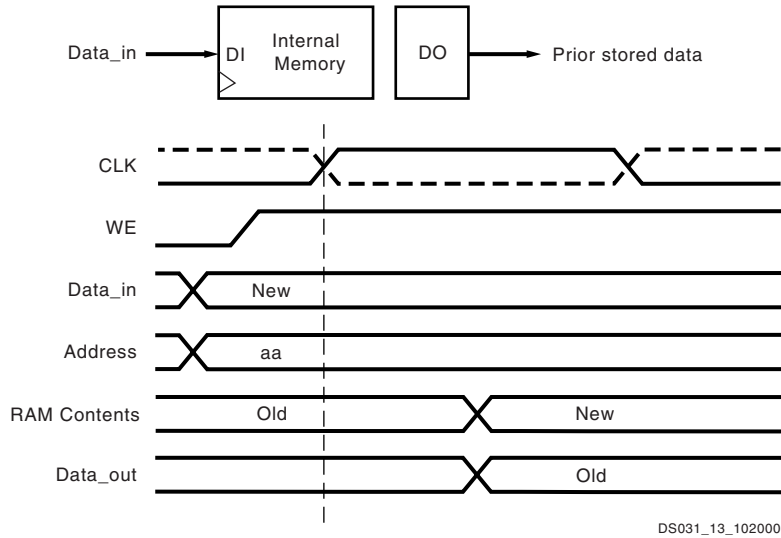 Data_in
DI
Internal
Memory
DO
Prior stored data
CLK
WE
Data_in
New
Address
aa
RAM Contents
Old
New
Data_out
Old
DS031_13_102000